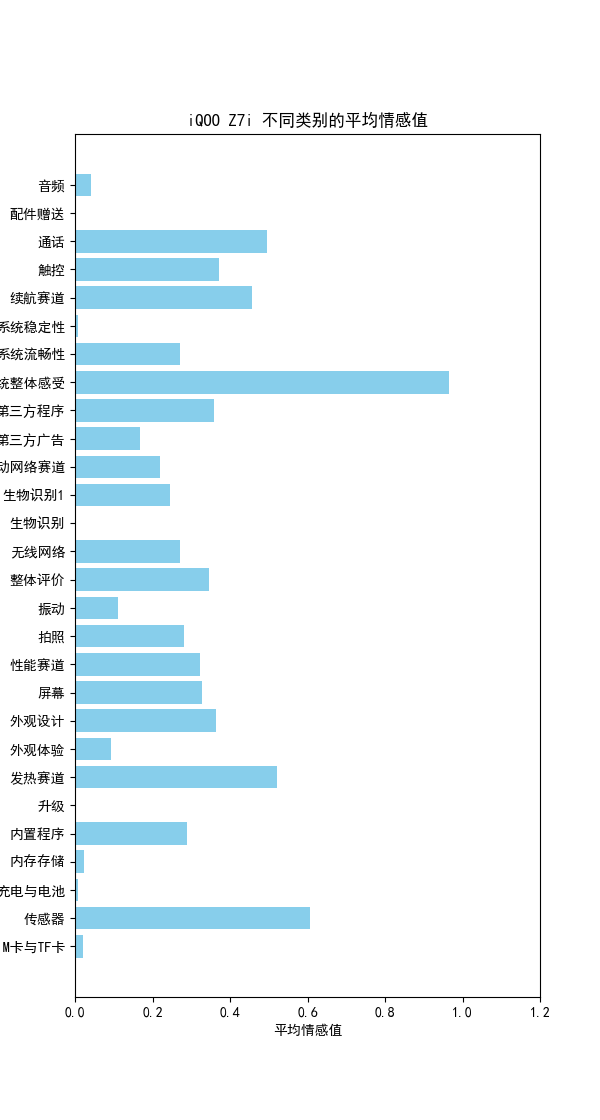 iQOO Z7i 不同类别的平均情感值
音频
配件赠送
通话
触控
续航赛道
系统稳定性
系统流畅性
统整体感受
第三方程序
第三方广告
动网络赛道
生物识别1
生物识别
无线网络
整体评价
振动
拍照
性能赛道
屏幕
外观设计
外观体验
发热赛道
升级
内置程序
内存存储
充电与电池
传感器
M卡与TF卡
0.0 0.2 0.4 0.6 0.8 1.0 1.2
平均情感值